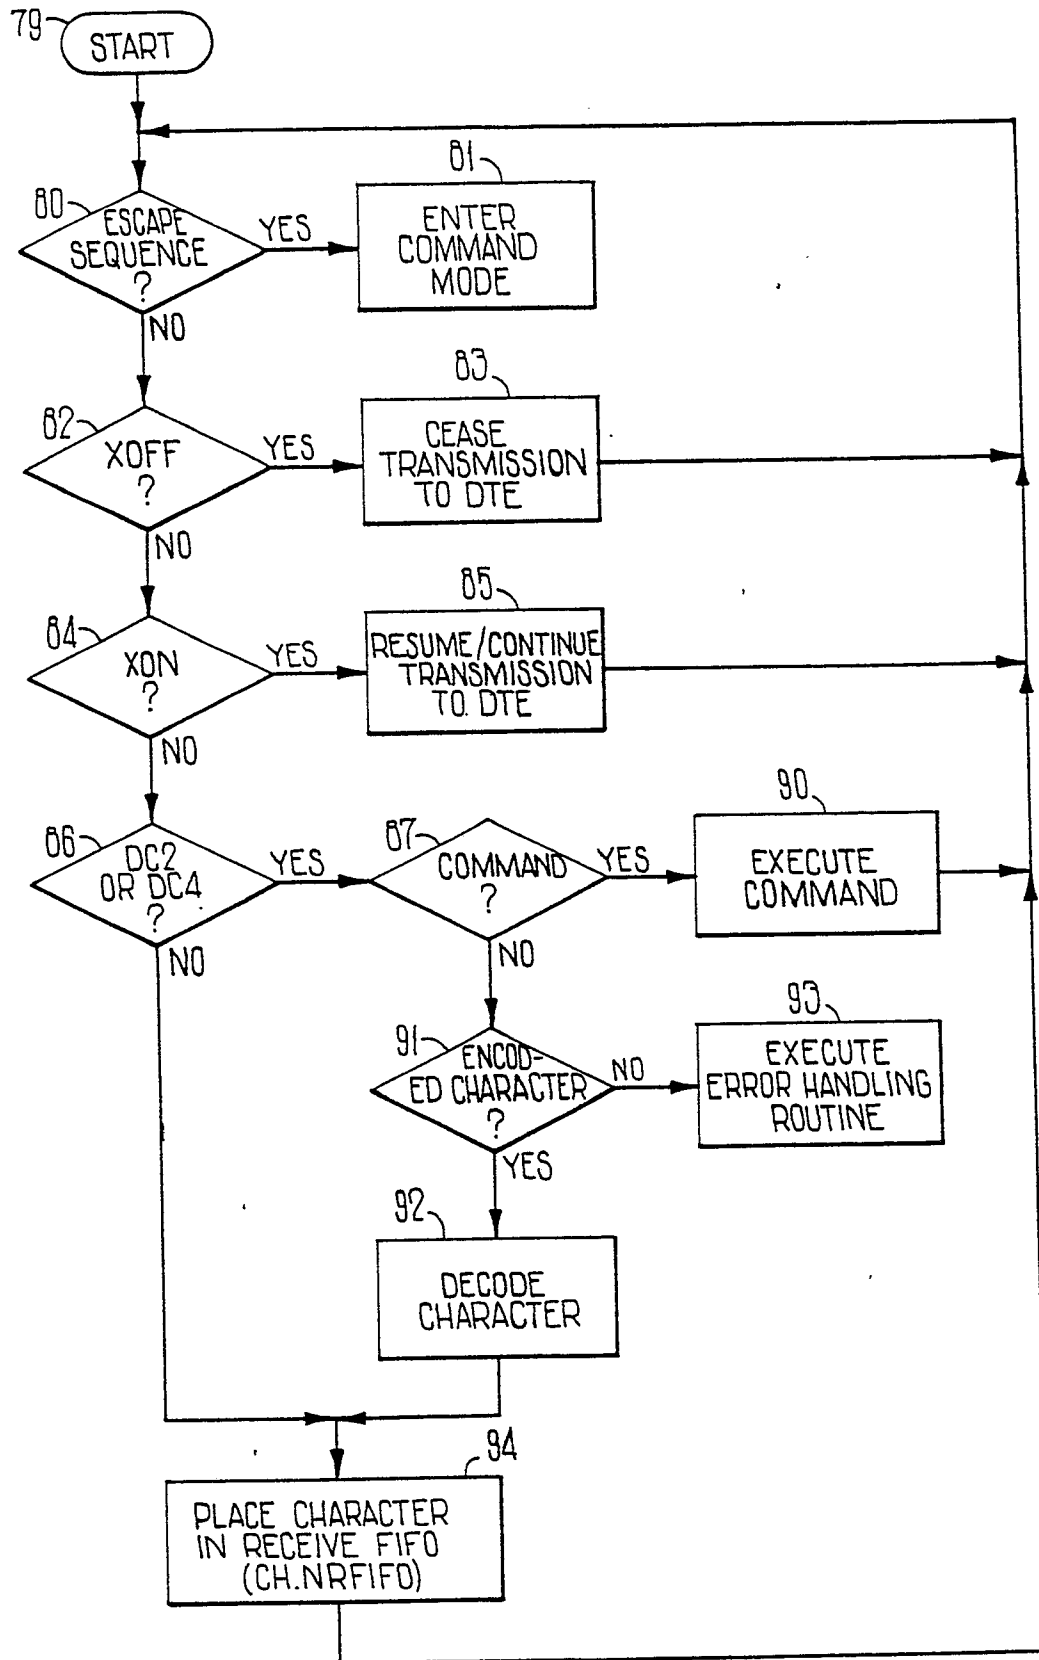 79
START
80
ESCAPE
SEQUENCE
?
YES
NO
81
ENTER
COMMAND
MODE
82
XOFF
?
YES
NO
83
CEASE
TRANSMISSION
TO DTE
84
XON
?
YES
NO
85
RESUME/CONTINUE
TRANSMISSION
TO. DTE
86
DC2
OR DC4
?
YES
NO
87
COMMAND
?
YES
NO
90
EXECUTE
COMMAND
91
ENCOD-
ED CHARACTER
?
NO
YES
93
EXECUTE
ERROR HANDLING
ROUTINE
92
DECODE
CHARACTER
94
PLACE CHARACTER
IN RECEIVE FIFO
(CH.NRFIFO)